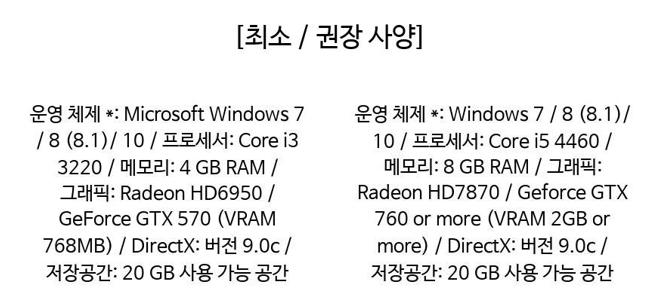 [최소 / 권장 사양]
운영 체제 *: Microsoft Windows 7
/ 8 (8.1)/ 10 / 프로세서: Core i3
3220 / 메모리: 4 GB RAM /
그래픽: Radeon HD6950 /
GeForce GTX 570 (VRAM
768MB) / DirectX: 버전 9.0c /
저장공간: 20 GB 사용 가능 공간
운영 체제 *: Windows 7 / 8 (8.1)/
10 / 프로세서: Core i5 4460 /
메모리: 8 GB RAM / 그래픽:
Radeon HD7870 / Geforce GTX
760 or more (VRAM 2GB or
more) / DirectX: 버전 9.0c /
저장공간: 20 GB 사용 가능 공간